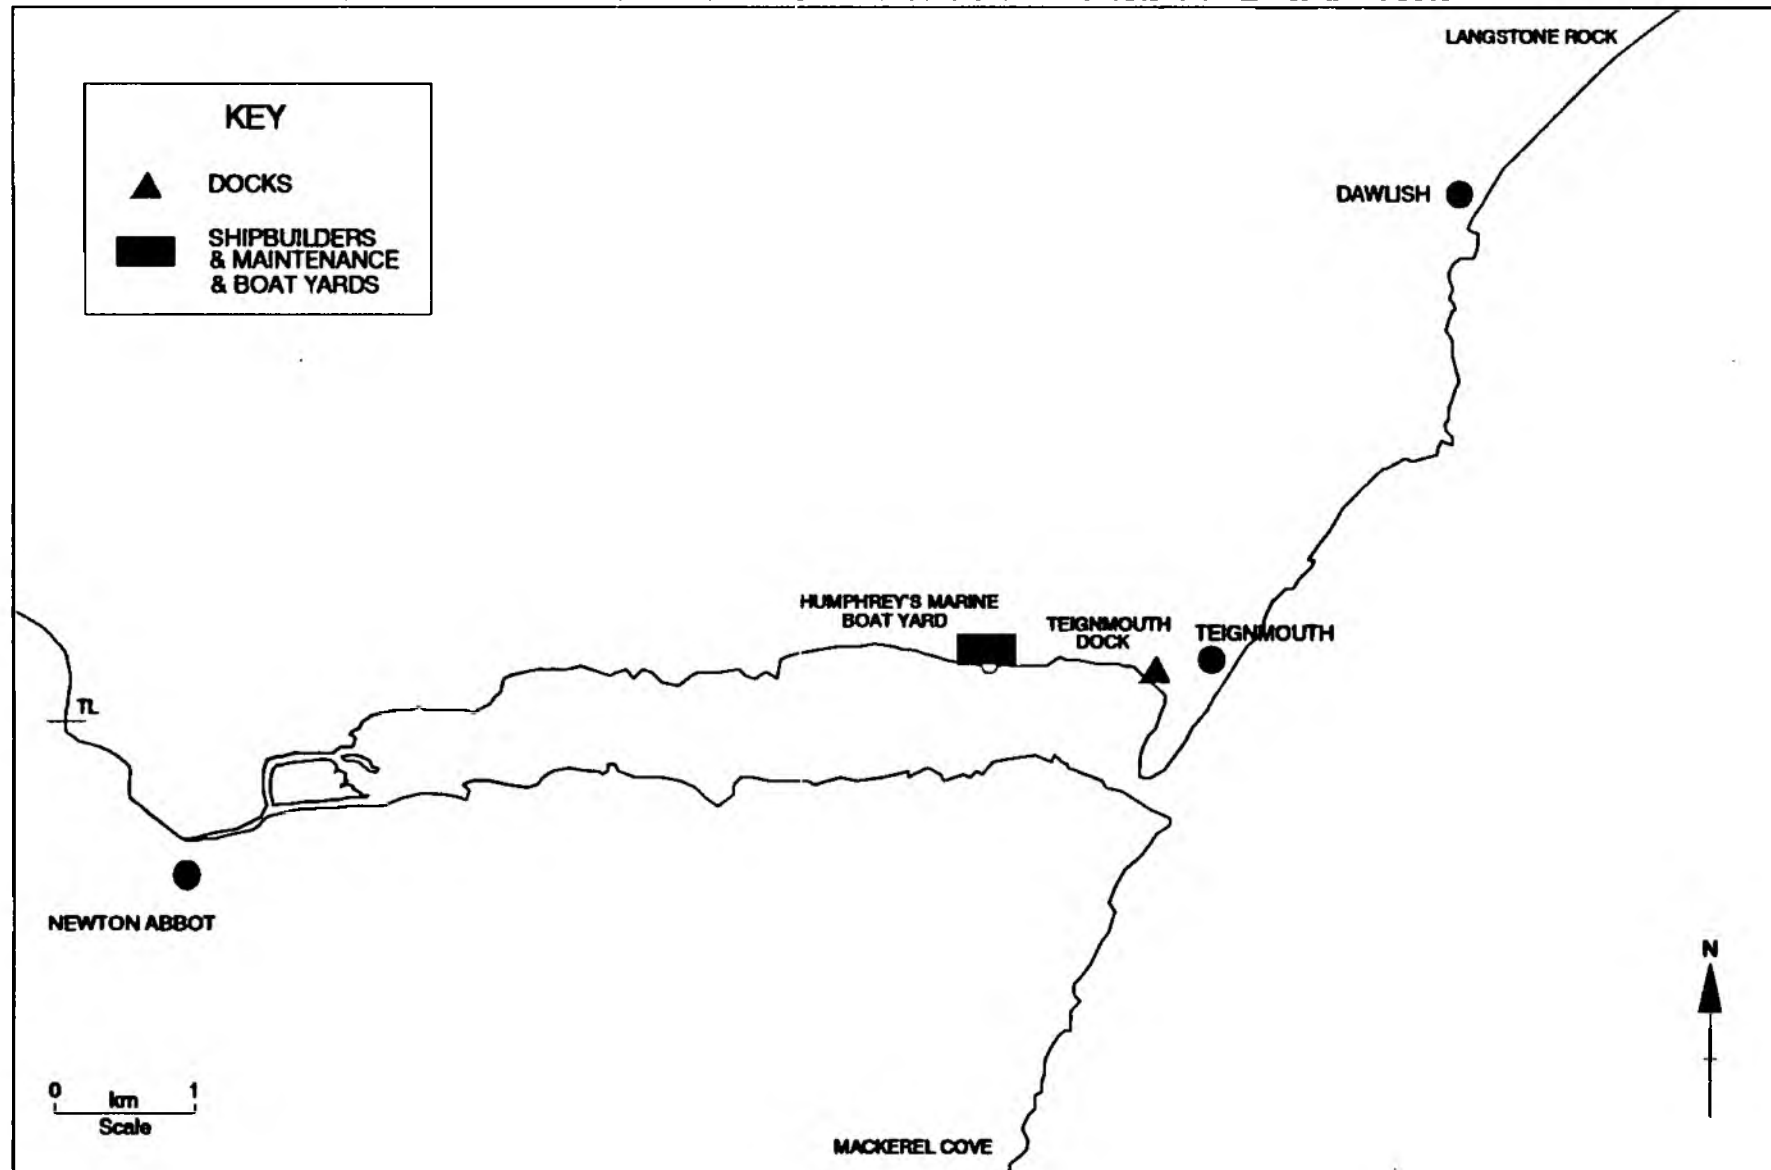 LANGSTONE ROCK
KEY
DOCKS
SHIPBUILDERS
& MAINTENANCE
& BOAT YARDS
DAWLISH
HUMPHREY'S MARINE
BOAT YARD
TEIGNMOUTH
DOCK
TEIGNMOUTH
TL
NEWTON ABBOT
N
0 1
km
Scale
MACKEREL COVE